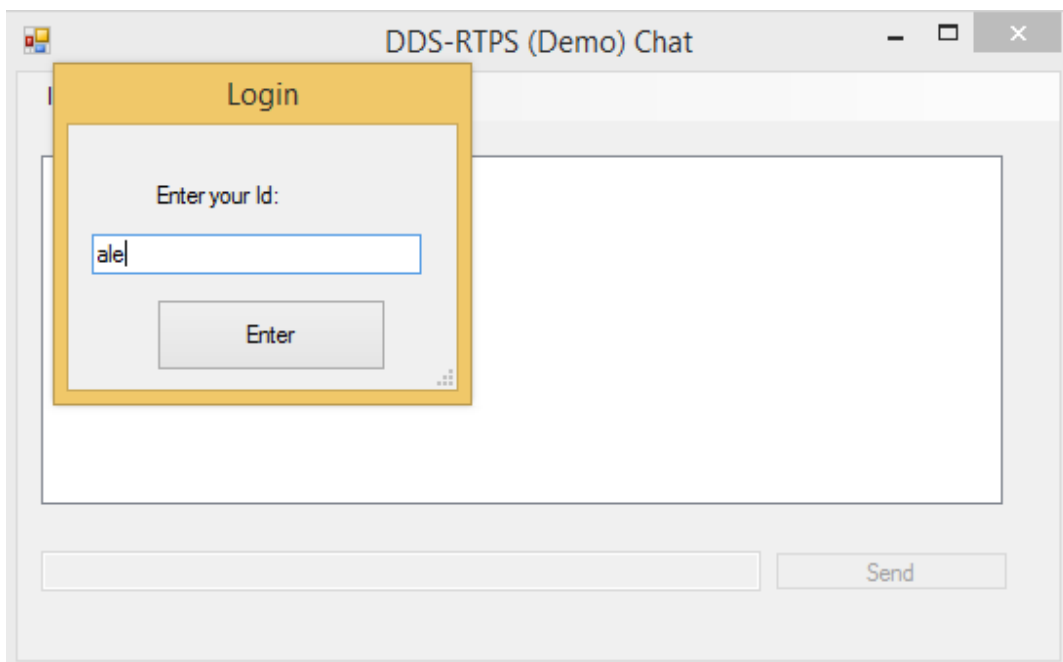 DDS-RTPS (Demo) Chat
Login
Enter your Id:
ale
Enter
Send